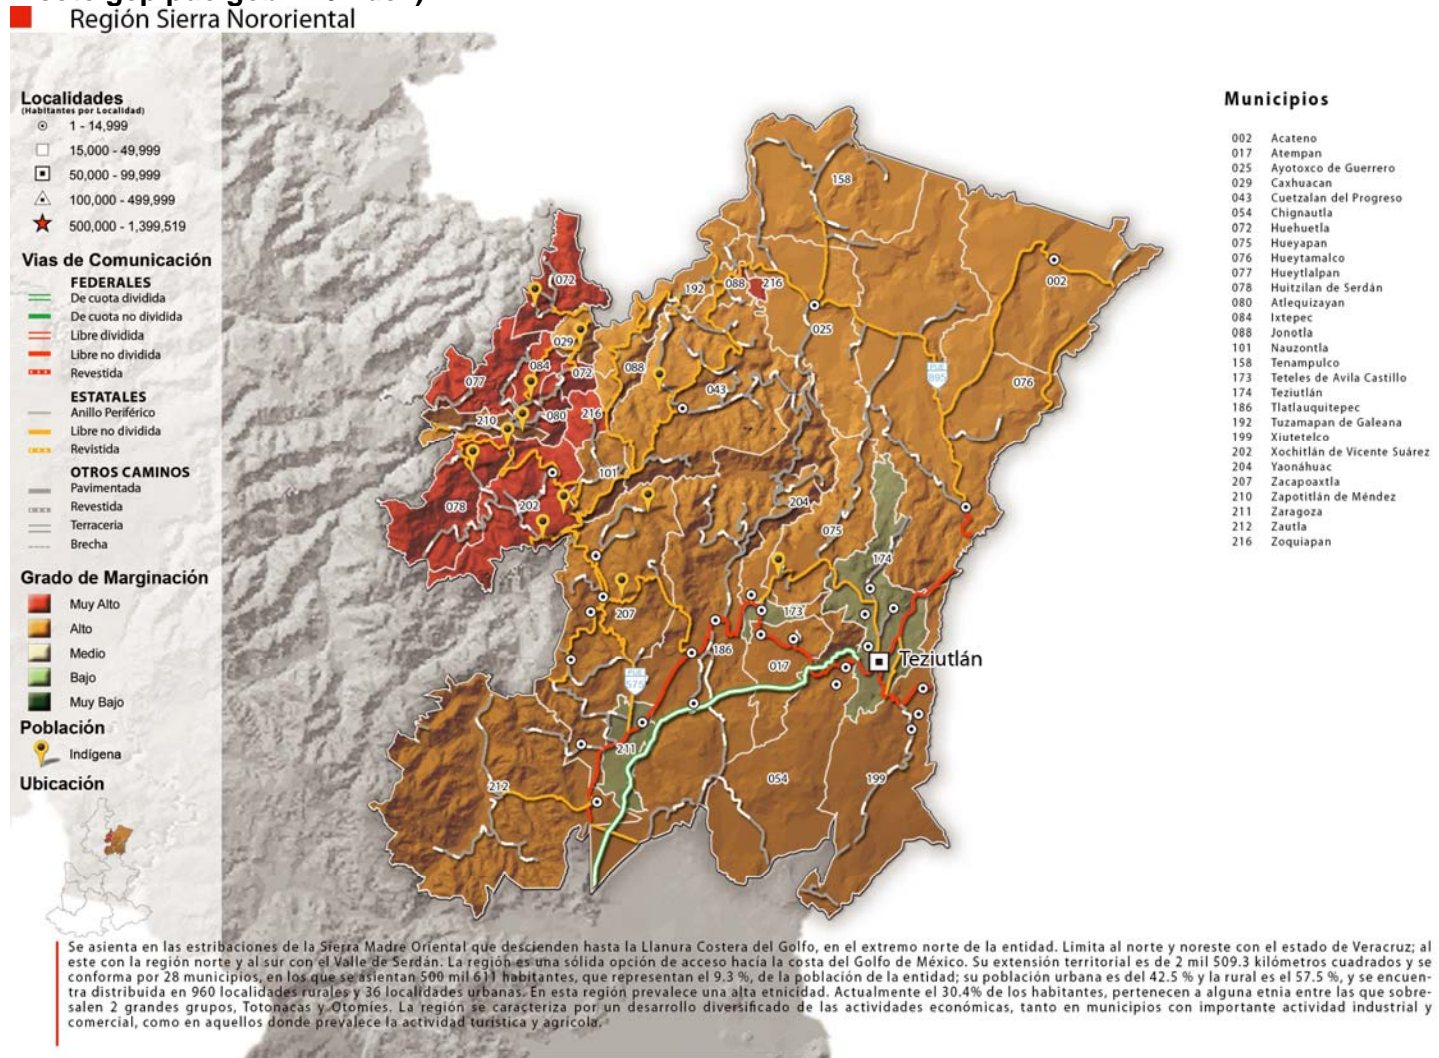 Región Sierra Nororiental
Localidades
(Habitantes por Localidad)
1 - 14,999
15,000 - 49,999
50,000 - 99,999
100,000 - 499,999
500,000 - 1,399,519
Vias de Comunicación
FEDERALES
De cuota dividida
De cuota no dividida
Libre dividida
Libre no dividida
Revestida
ESTATALES
Anillo Periférico
Libre no dividida
Revistida
OTROS CAMINOS
Pavimentada
Revestida
Terraceria
Brecha
Grado de Marginación
Muy Alto
Alto
Medio
Bajo
Muy Bajo
Población
Indígena
Ubicación
158
072
002
192
088
216
025
029
084
072
088
077
043
076
080
216
210
101
204
078
202
075
174
207
173
186
017
Teziutlán
575
895
211
212
054
199
Municipios
002 Acateno
017 Atempan
025 Ayotoxco de Guerrero
029 Caxhuacan
043 Cuetzalan del Progreso
054 Chignautla
072 Huehuetla
075 Hueyapan
076 Hueytamalco
077 Hueytlalpan
078 Huitzilan de Serdán
080 Atlequizayan
084 Ixtepec
088 Jonotla
101 Nauzontla
158 Tenampulco
173 Teteles de Avila Castillo
174 Teziutlán
186 Tlatlauquitepec
192 Tuzamapan de Galeana
199 Xiutetelco
202 Xochitlán de Vicente Suárez
204 Yaonáhuac
207 Zacapoaxtla
210 Zapotitlán de Méndez
211 Zaragoza
212 Zautla
216 Zoquiapan
Se asienta en las estribaciones de la Sierra Madre Oriental que descienden hasta la Llanura Costera del Golfo, en el extremo norte de la entidad. Limita al norte y noreste con el estado de Veracruz; al
este con la región norte y al sur con el Valle de Serdán. La región es una sólida opción de acceso hacía la costa del Golfo de México. Su extensión territorial es de 2 mil 509.3 kilómetros cuadrados y se
conforma por 28 municipios, en los que se asientan 500 mil 611 habitantes, que representan el 9.3 %, de la población de la entidad; su población urbana es del 42.5 % y la rural es el 57.5 %, y se encuen-
tra distribuida en 960 localidades rurales y 36 localidades urbanas. En esta región prevalece una alta etnicidad. Actualmente el 30.4% de los habitantes, pertenecen a alguna etnia entre las que sobre-
salen 2 grandes grupos, Totonacas y Otomíes. La región se caracteriza por un desarrollo diversificado de las actividades económicas, tanto en municipios con importante actividad industrial y
comercial, como en aquellos donde prevalece la actividad turística y agrícola.